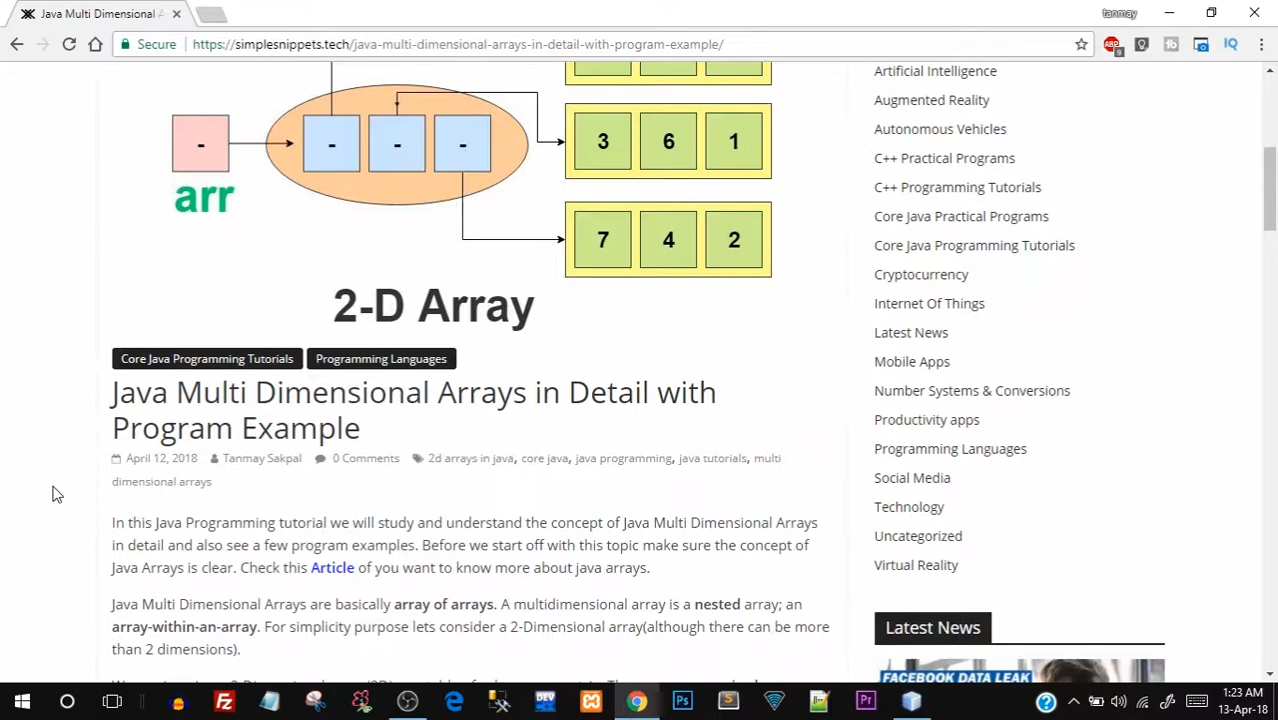 Java Multi Dimensional A
tanmay
Secure
https://simplesnippets.tech/java-multi-dimensional-arrays-in-detail-with-program-example/
ABP
9
IQ
- - - -
3 6 1
arr
7 4 2
2-D Array
Core Java Programming Tutorials
Programming Languages
Java Multi Dimensional Arrays in Detail with
Program Example
April 12, 2018 Tanmay Sakpal 0 Comments 2d arrays in java, core java, java programming, java tutorials, multi
dimensional arrays
In this Java Programming tutorial we will study and understand the concept of Java Multi Dimensional Arrays
in detail and also see a few program examples. Before we start off with this topic make sure the concept of
Java Arrays is clear. Check this Article of you want to know more about java arrays.
Java Multi Dimensional Arrays are basically array of arrays. A multidimensional array is a nested array; an
array-within-an-array. For simplicity purpose lets consider a 2-Dimensional array(although there can be more
than 2 dimensions).
Artificial Intelligence
Augmented Reality
Autonomous Vehicles
C++ Practical Programs
C++ Programming Tutorials
Core Java Practical Programs
Core Java Programming Tutorials
Cryptocurrency
Internet Of Things
Latest News
Mobile Apps
Number Systems & Conversions
Productivity apps
Programming Languages
Social Media
Technology
Uncategorized
Virtual Reality
Latest News
FACEBOOK DATA LEAK
DEV
Ps
S
Pr
1:23 AM
13-Apr-18